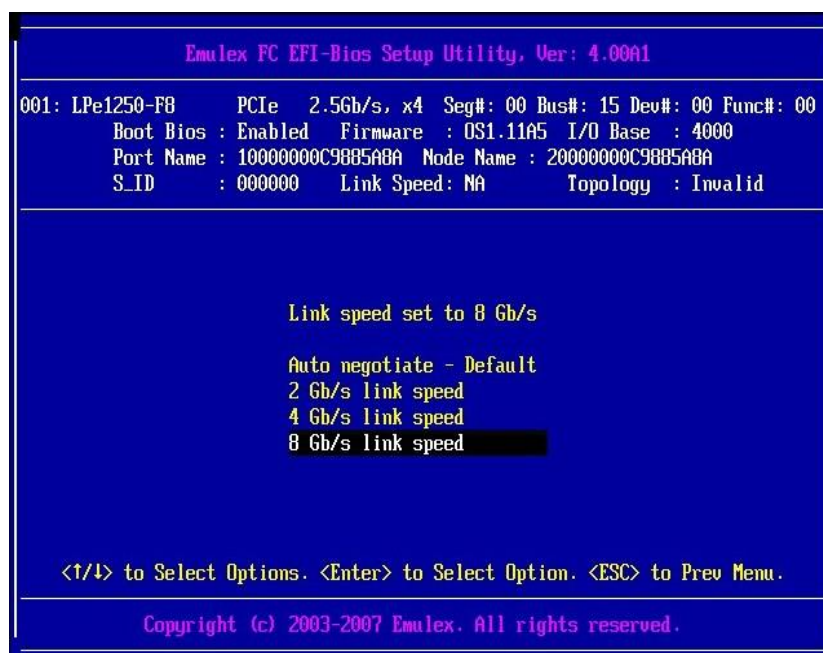 Emulex FC EFI-Bios Setup Utility, Ver: 4.00A1
001: LPe1250-F8 PCIe 2.5Gb/s, x4 Seg#: 00 Bus#: 15 Dev#: 00 Func#: 00
Boot Bios : Enabled Firmware : OS1.11A5 I/O Base : 4000
Port Name : 10000000C9885A8A Node Name : 20000000C9885A8A
S_ID : 000000 Link Speed: NA Topology : Invalid
Link speed set to 8 Gb/s
Auto negotiate - Default
2 Gb/s link speed
4 Gb/s link speed
8 Gb/s link speed
<↑/↓> to Select Options. <Enter> to Select Option. <ESC> to Prev Menu.
Copyright (c) 2003-2007 Emulex. All rights reserved.